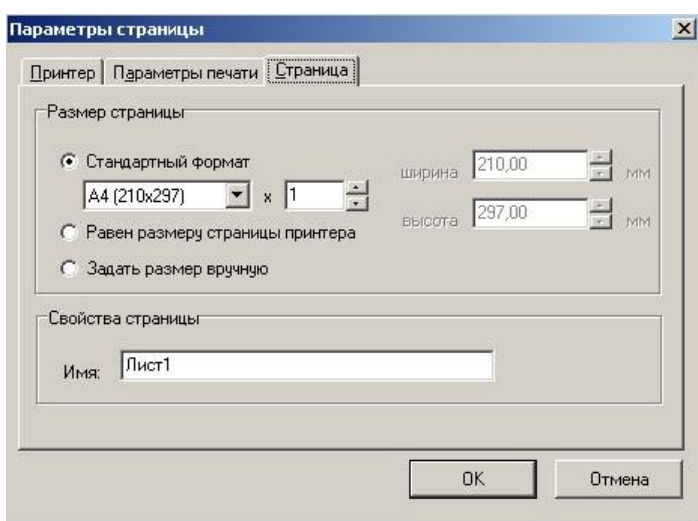 Параметры страницы
Принтер Параметры печати Страница
Размер страницы
Стандартный формат
A4 (210x297) x 1
ширина 210,00 мм
высота 297,00 мм
Равен размеру страницы принтера
Задать размер вручную
Свойства страницы
Имя: Лист1
OK Отмена